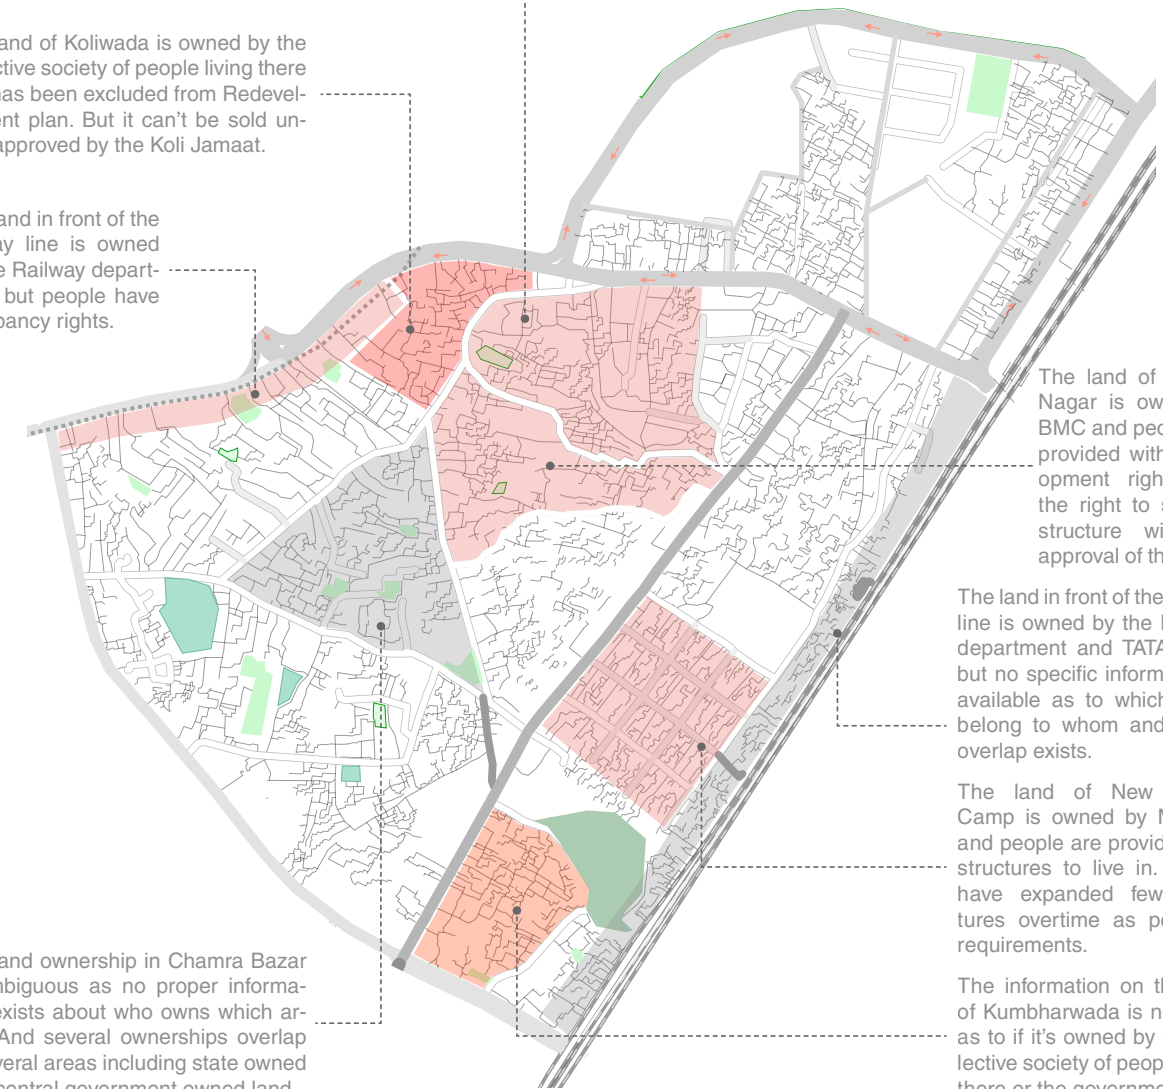 and of Koliwada is owned by the
ctive society of people living there
has been excluded from Redevel-
ent plan. But it can't be sold un-
approved by the Koli Jamaat.
and in front of the
ay line is owned
e Railway depart-
but people have
pancy rights.
The land of
Nagar is ow
BMC and peo
provided with
opment righ
the right to s
structure wi
approval of th
The land in front of the
line is owned by the
department and TATA
but no specific inform
available as to which
belong to whom and
overlap exists.
The land of New
Camp is owned by M
and people are provid
structures to live in.
have expanded few
tures overtime as pe
requirements.
and ownership in Chamra Bazar
mbiguous as no proper informa-
exists about who owns which ar-
And several ownerships overlap
veral areas including state owned
central government owned land
The information on th
of Kumbharwada is n
as to if it's owned by
lective society of peop
there or the governme